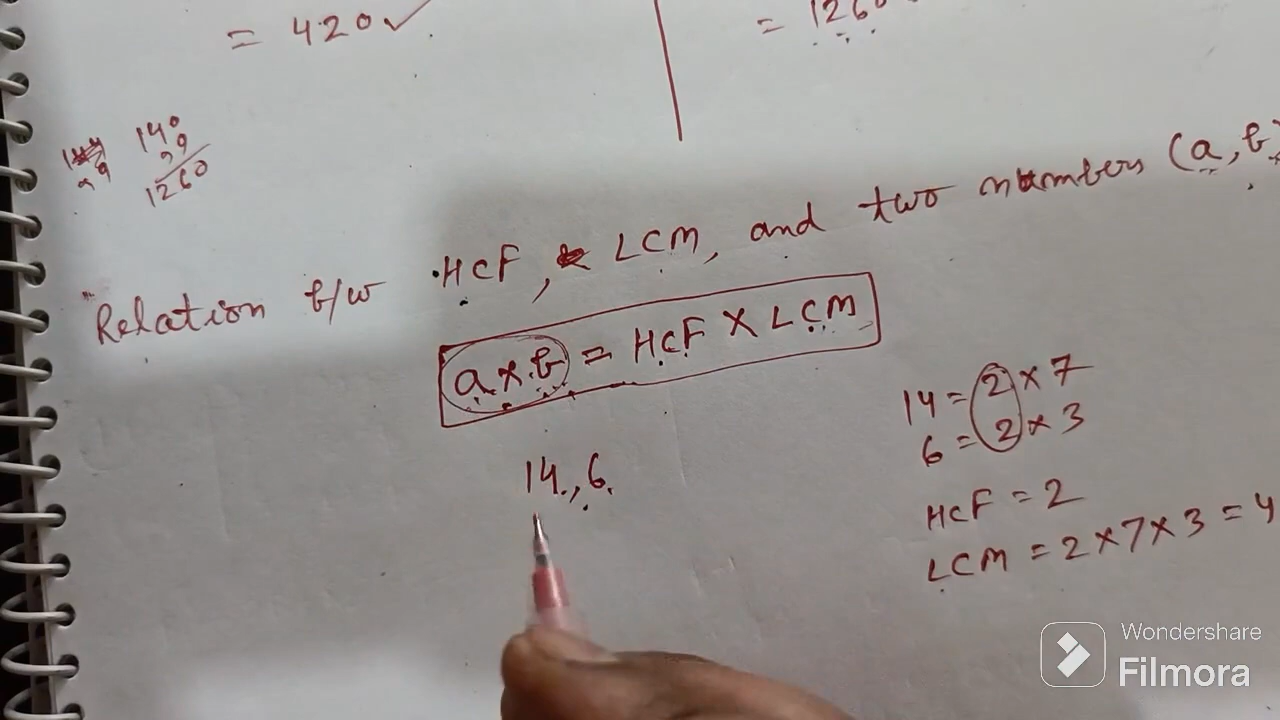 = 420 ✓
= 1260
140
× 9
1260
Relation b/w HCF, LCM, and two numbers (a, b)
a × b = HCF × LCM
14, 6
14 = 2 × 7
6 = 2 × 3
HCF = 2
LCM = 2 × 7 × 3 = 4
Wondershare
Filmora